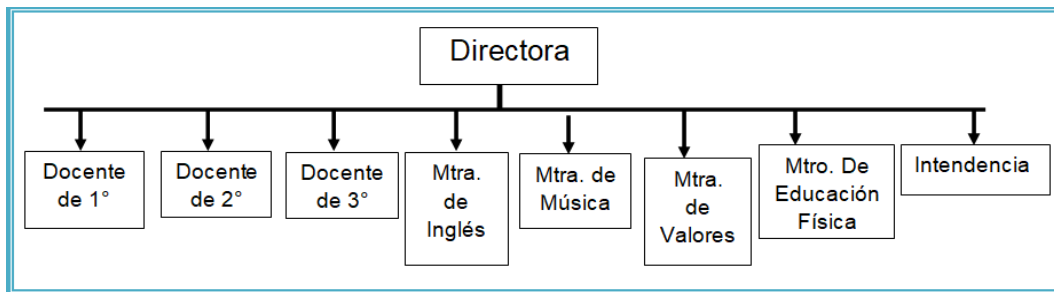 Directora
Docente
de 1°
Docente
de 2°
Docente
de 3°
Mtra.
de
Inglés
Mtra. de
Música
Mtra.
de
Valores
Mtro. De
Educación
Física
Intendencia